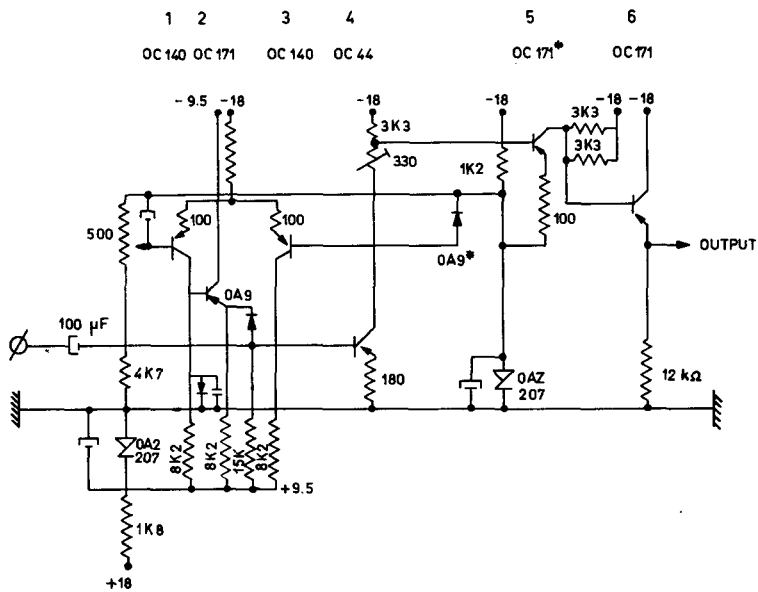 1 2 3 4 5 6
OC 140 OC 171 OC 140 OC 44 OC 171* OC 171
-9.5 -18 -18 -18 -18 -18
3K3 3K3
330 1K2 3K3
100 100 100
500
OA9* OUTPUT
OA9
100 µF
4K7 180 OAZ 207 12 kΩ
OA2 207
8K2 8K2 15K 8K2
+9.5
1K8
+18